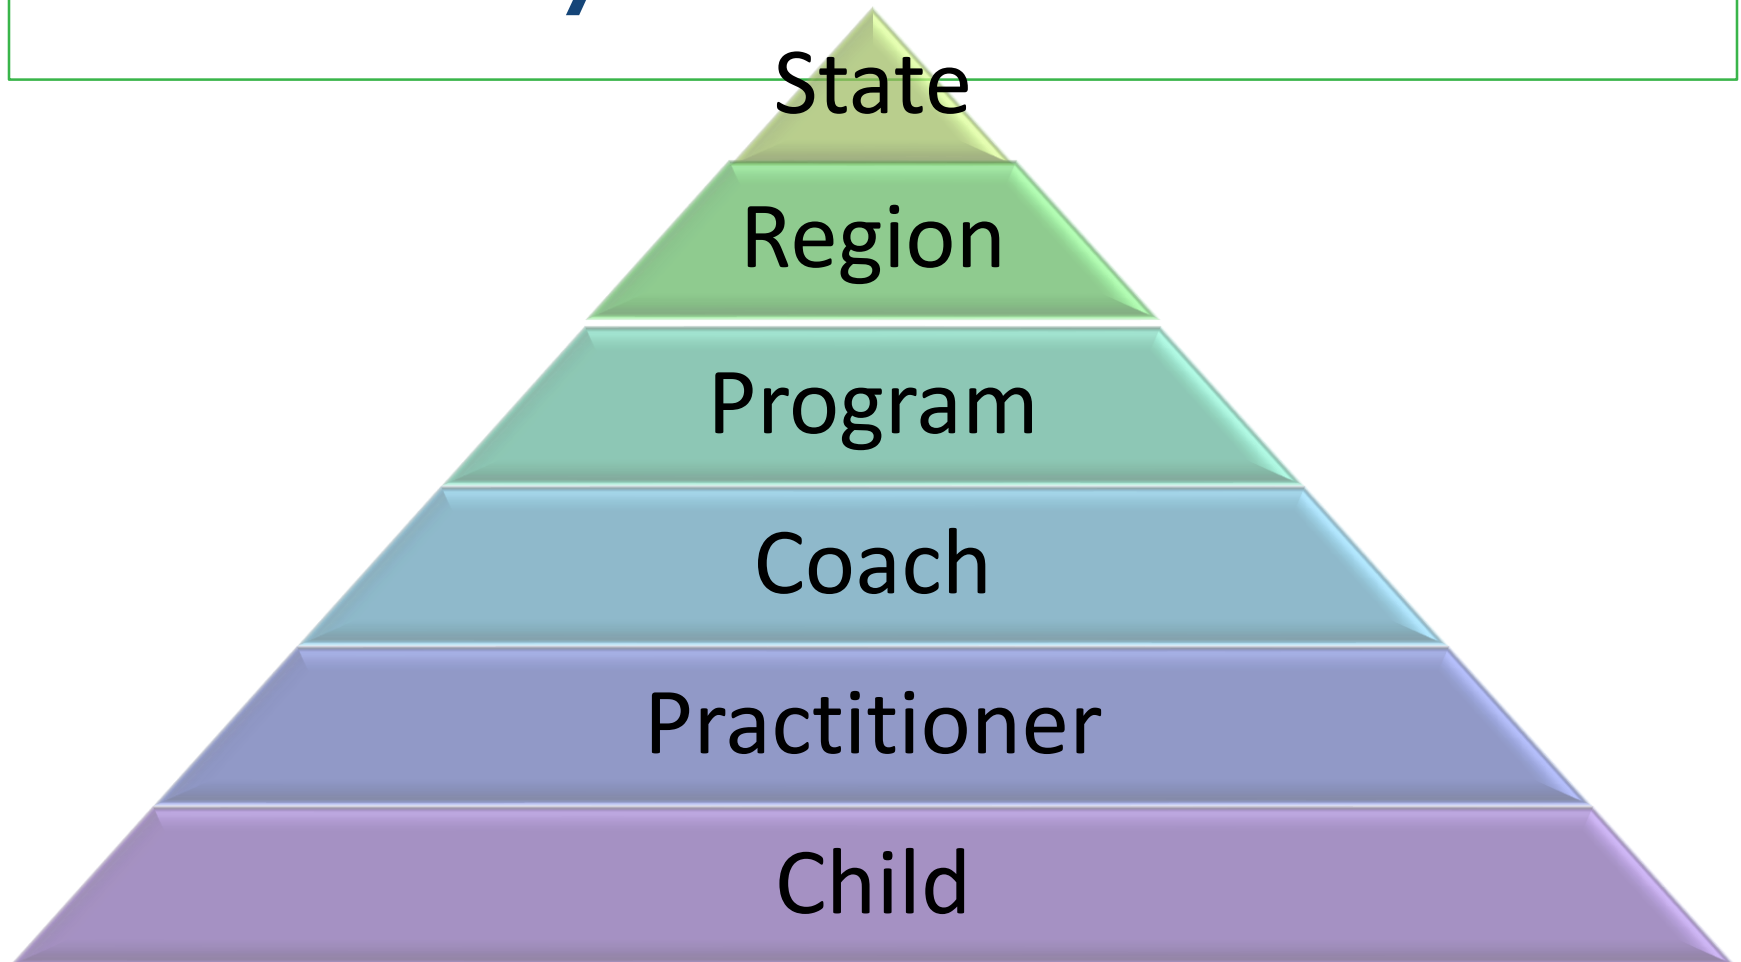 State
Region
Program
Coach
Practitioner
Child